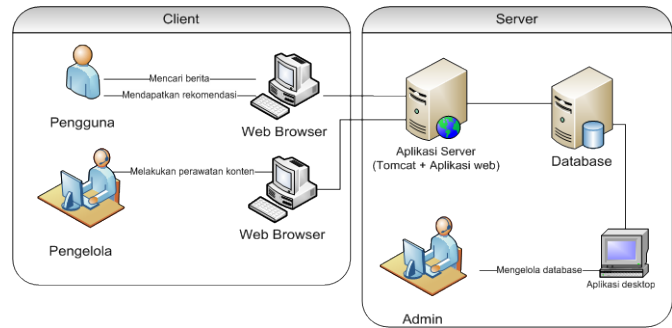 Client
Server
Mencari berita
Mendapatkan rekomendasi
Pengguna
Web Browser
Aplikasi Server
(Tomcat + Aplikasi web)
Database
Melakukan perawatan konten
Pengelola
Web Browser
Mengelola database
Aplikasi desktop
Admin